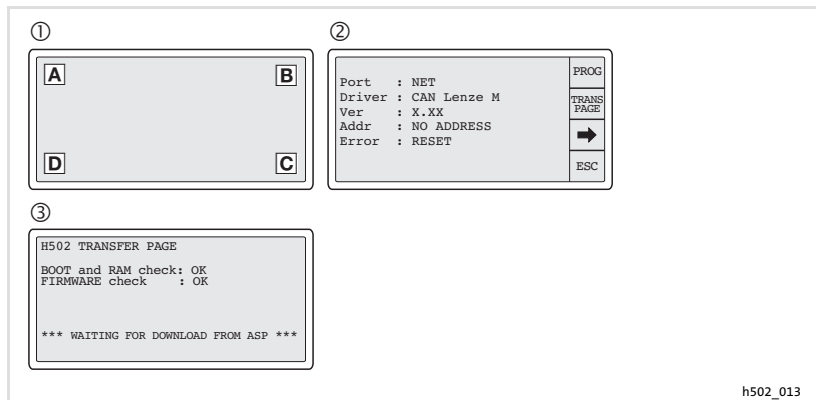 ①
A B
D C
②
Port : NET
Driver : CAN Lenze M
Ver : X.XX
Addr : NO ADDRESS
Error : RESET
PROG
TRANS
PAGE
ESC
③
H502 TRANSFER PAGE
BOOT and RAM check: OK
FIRMWARE check : OK
*** WAITING FOR DOWNLOAD FROM ASP ***
h502_013